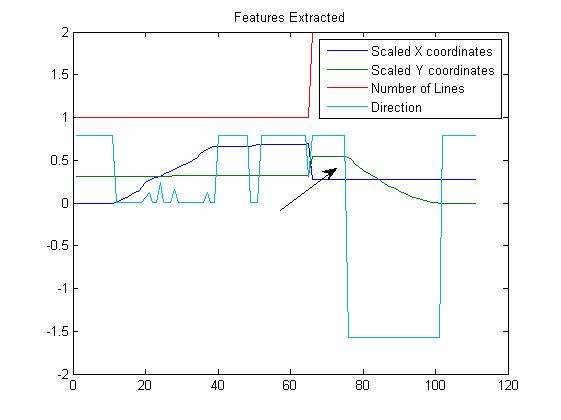 Features Extracted
2
1.5
1
0.5
0
-0.5
-1
-1.5
-2
Scaled X coordinates
Scaled Y coordinates
Number of Lines
Direction
0 20 40 60 80 100 120